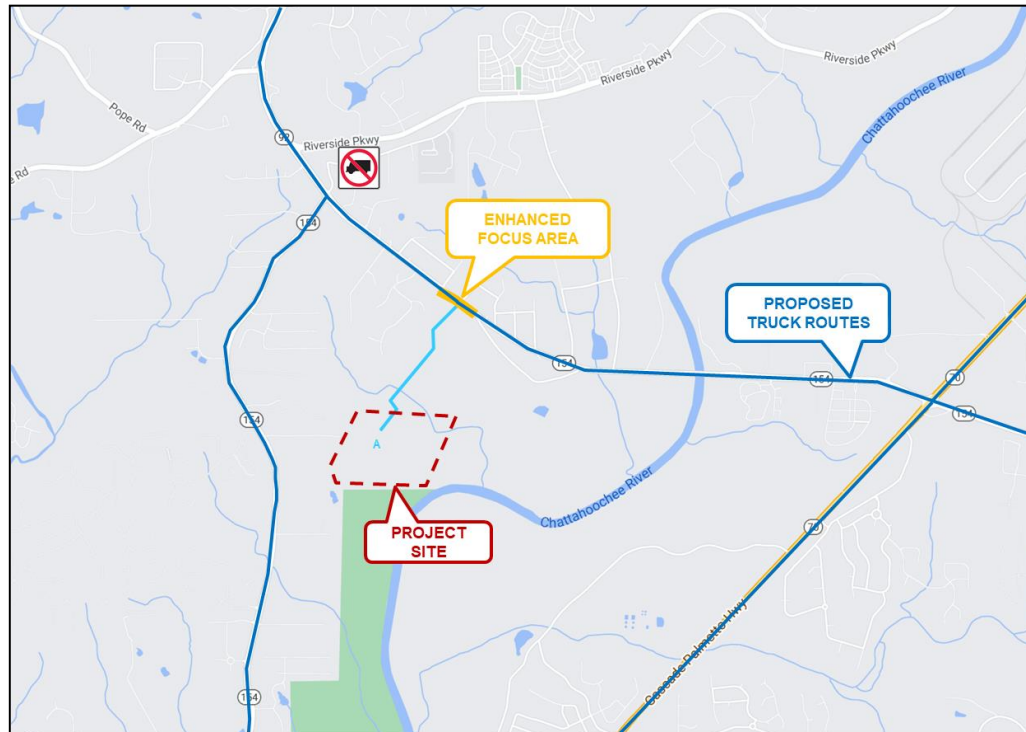 Riverside Pkwy
Riverside Pkwy
Chattahoochee River
Pope Rd
92
Riverside Pkwy
e Rd
154
154
ENHANCED
FOCUS AREA
PROPOSED
TRUCK ROUTES
154
154
70
154
154
A
Chattahoochee River
PROJECT
SITE
70
Cascade Palmetto Hwy
154